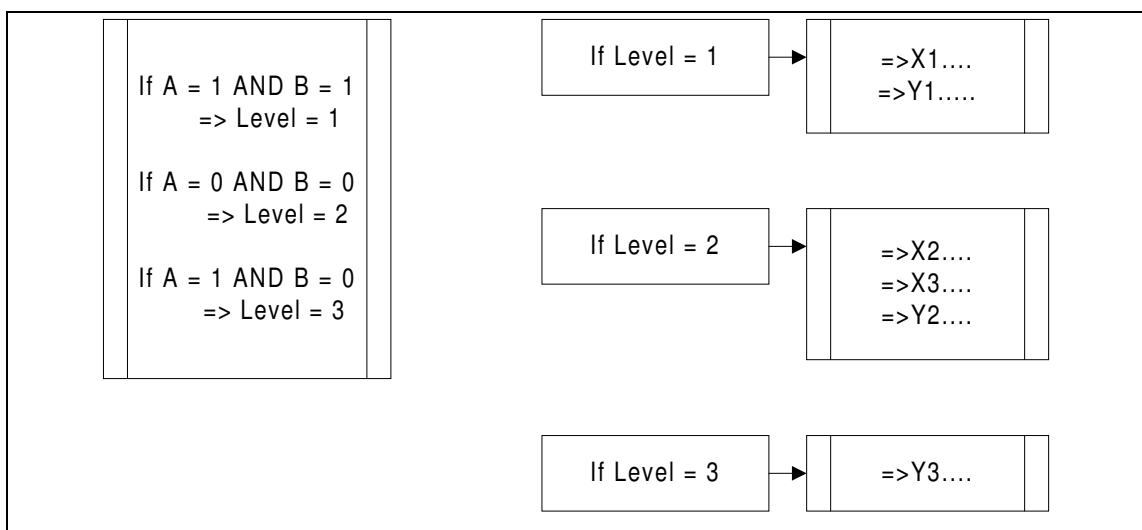 If A = 1 AND B = 1
=> Level = 1
If A = 0 AND B = 0
=> Level = 2
If A = 1 AND B = 0
=> Level = 3
If Level = 1
=>X1....
=>Y1.....
If Level = 2
=>X2....
=>X3....
=>Y2....
If Level = 3
=>Y3....